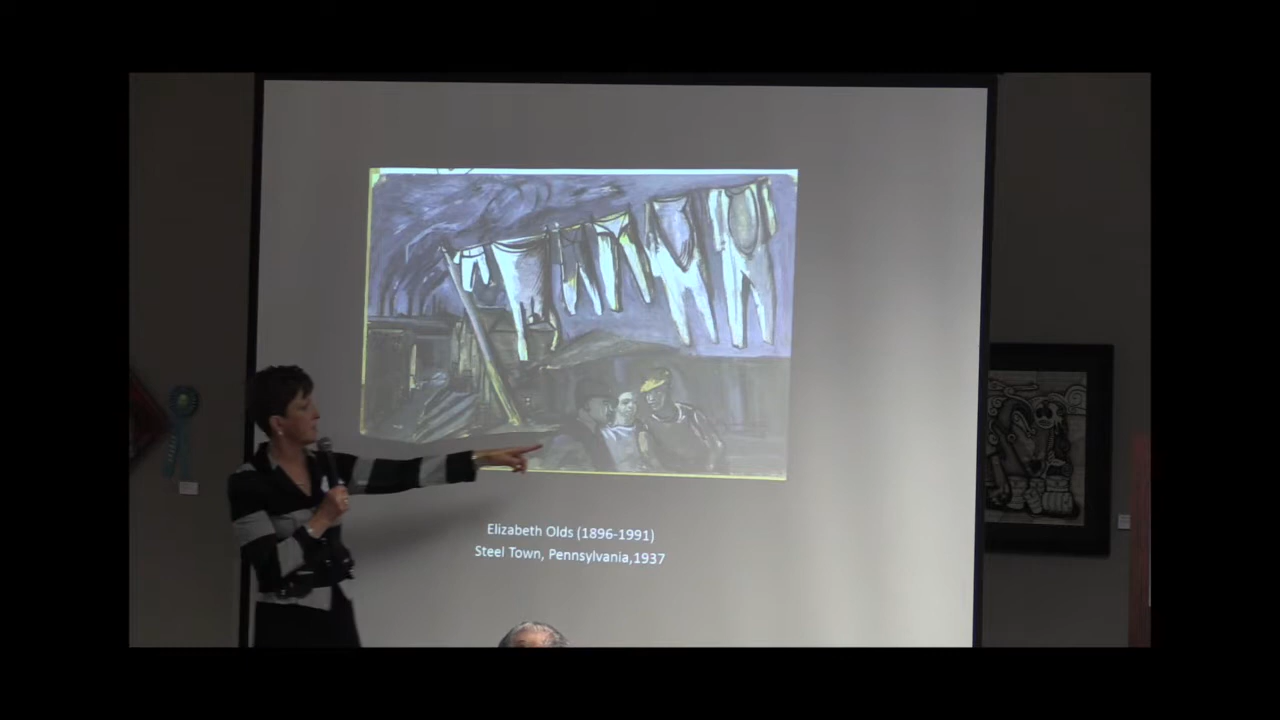 Elizabeth Olds (1896-1991)
Steel Town, Pennsylvania,1937